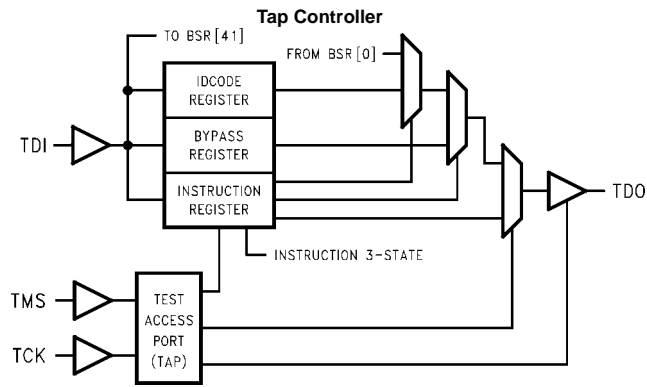 Tap Controller
TO BSR[41]
FROM BSR[0]
IDCODE
REGISTER
TDI
BYPASS
REGISTER
INSTRUCTION
REGISTER
TDO
INSTRUCTION 3-STATE
TMS
TEST
ACCESS
PORT
(TAP)
TCK